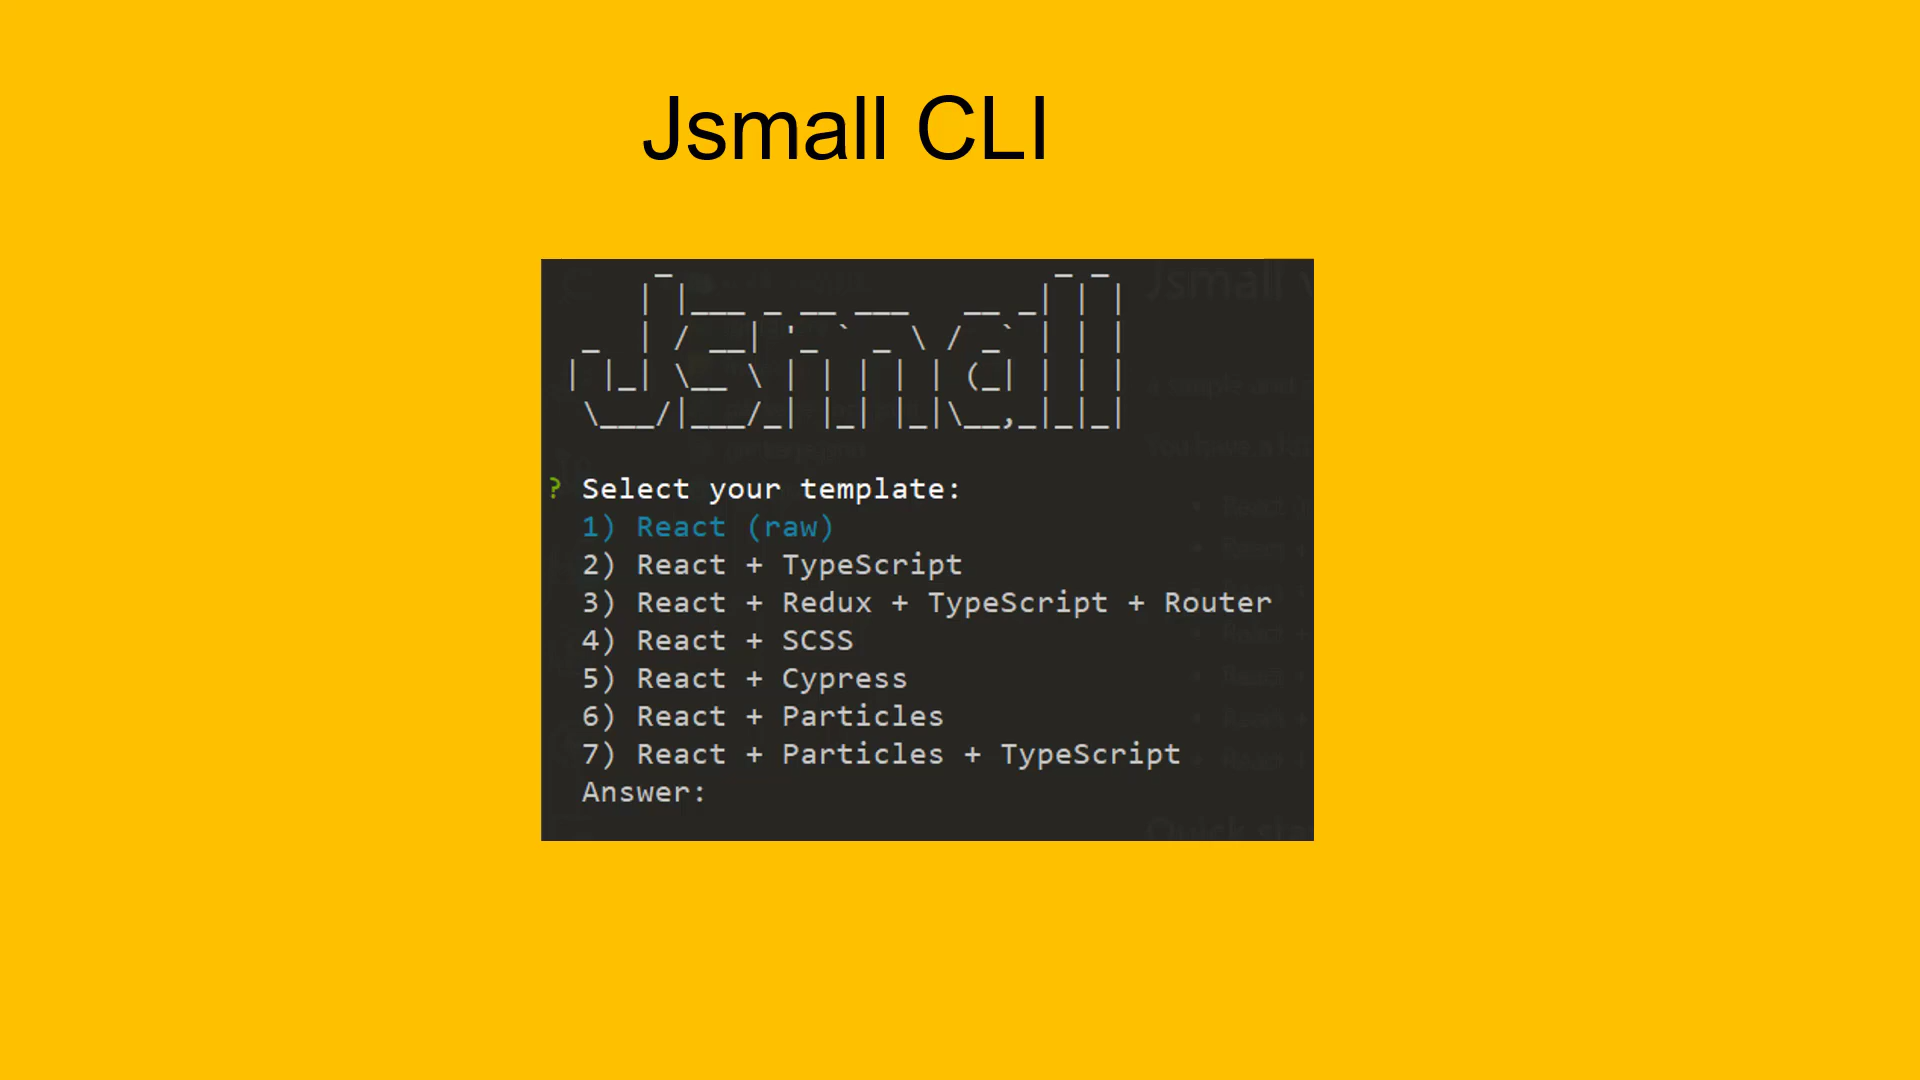 Jsmall CLI
Jsmall
? Select your template:
1) React (raw)
2) React + TypeScript
3) React + Redux + TypeScript + Router
4) React + SCSS
5) React + Cypress
6) React + Particles
7) React + Particles + TypeScript
Answer: